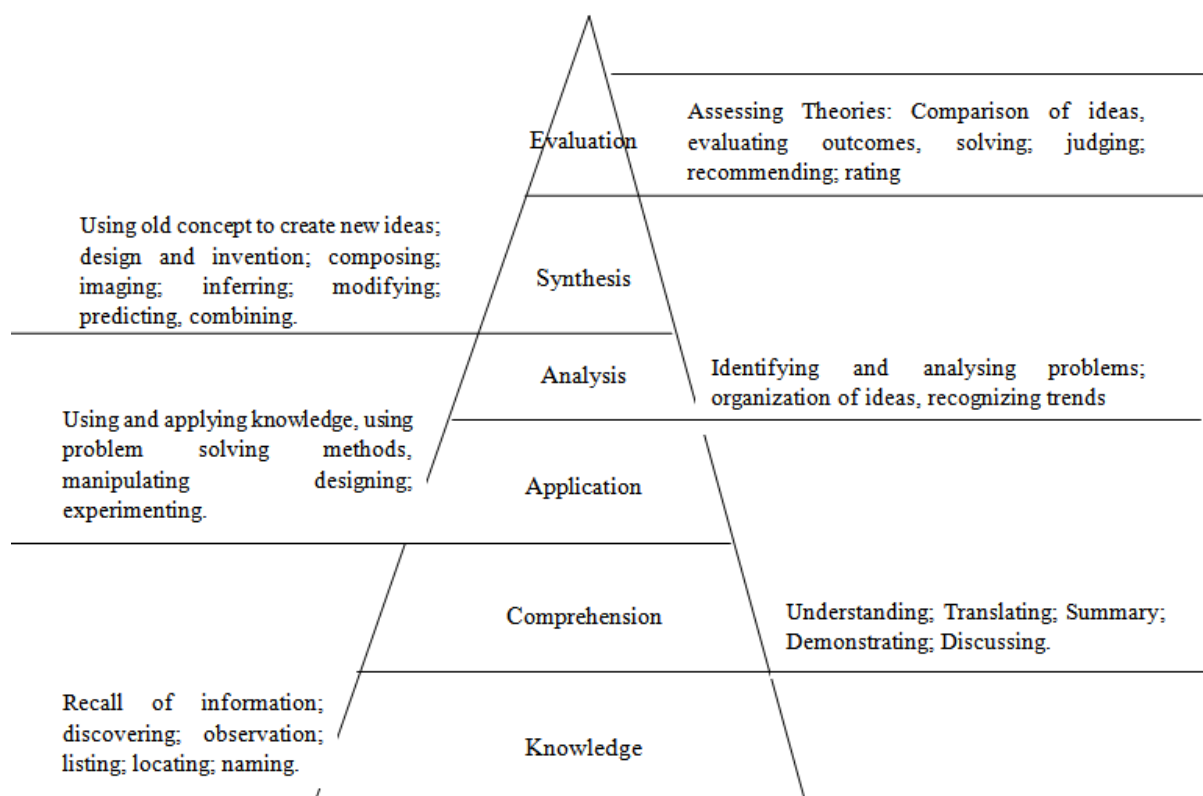 Assessing Theories: Comparison of ideas,
evaluating outcomes, solving; judging;
recommending; rating
Evaluation
Using old concept to create new ideas;
design and invention; composing;
imaging; inferring; modifying;
predicting, combining.
Synthesis
Analysis
Identifying and analysing problems;
organization of ideas, recognizing trends
Using and applying knowledge, using
problem solving methods,
manipulating designing;
experimenting.
Application
Comprehension
Understanding; Translating; Summary;
Demonstrating; Discussing.
Recall of information;
discovering; observation;
listing; locating; naming.
Knowledge